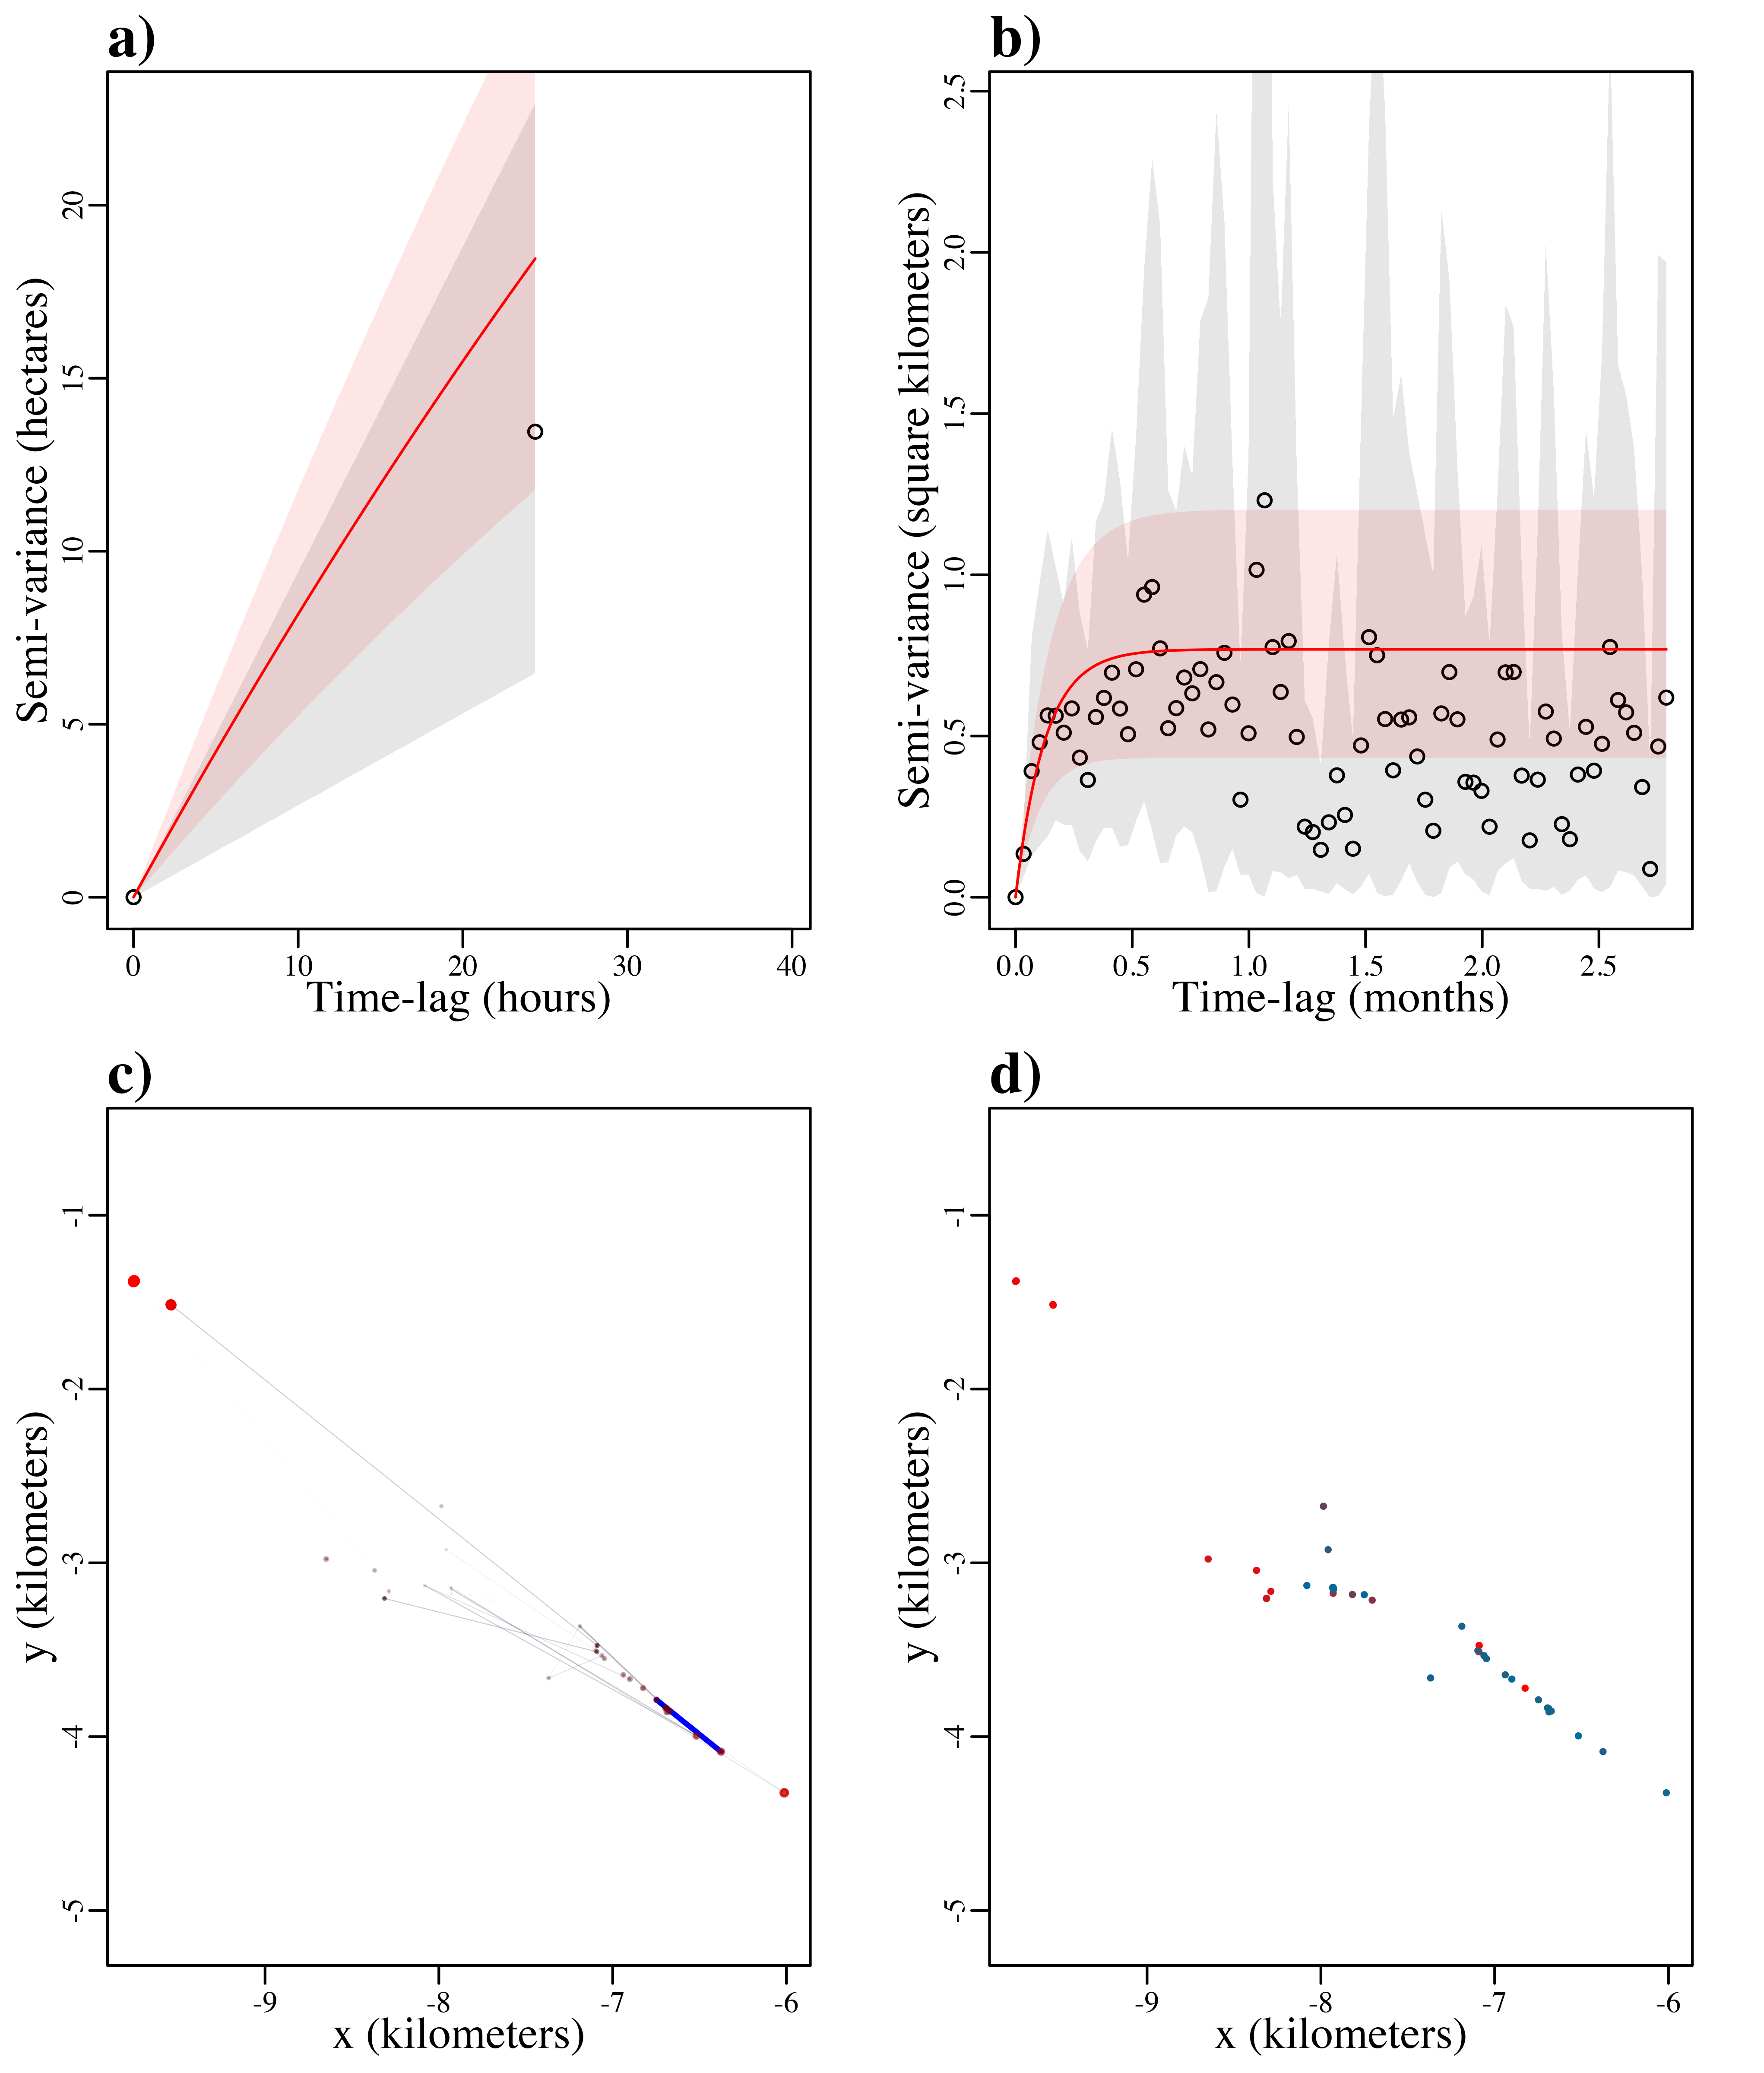 a)
Semi-variance (hectares)
20
15
10
5
0
0 10 20 30 40
Time-lag (hours)
b)
Semi-variance (square kilometers)
2.5
2.0
1.5
1.0
0.5
0.0
0.0 0.5 1.0 1.5 2.0 2.5
Time-lag (months)
c)
y (kilometers)
-1
-2
-3
-4
-5
-9 -8 -7 -6
x (kilometers)
d)
y (kilometers)
-1
-2
-3
-4
-5
-9 -8 -7 -6
x (kilometers)